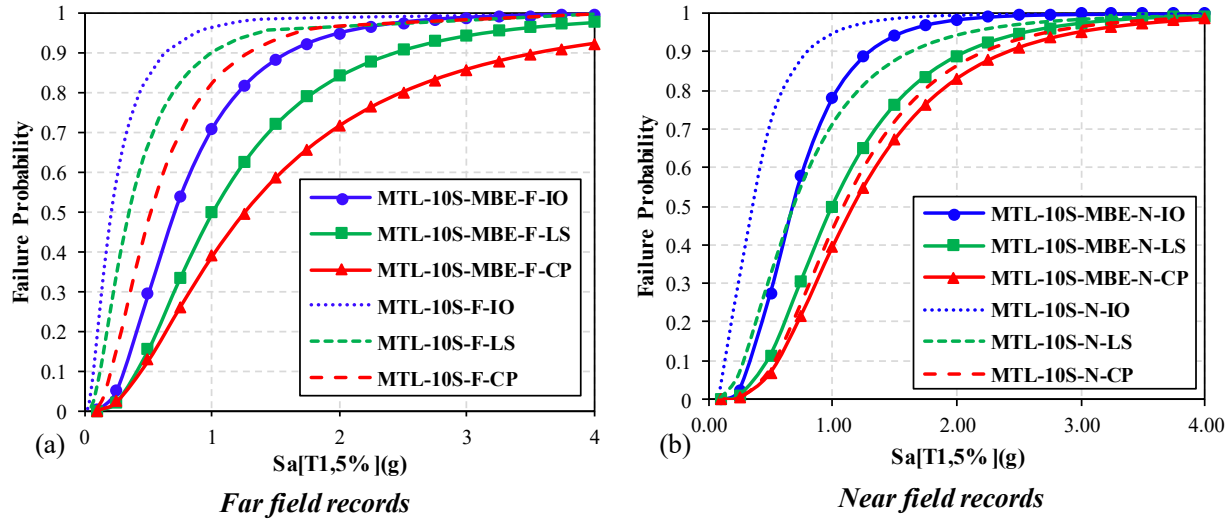 Failure Probability
1
0.9
0.8
0.7
0.6
0.5
0.4
0.3
0.2
0.1
0
0
1
2
3
4
MTL-10S-MBE-F-IO
MTL-10S-MBE-F-LS
MTL-10S-MBE-F-CP
MTL-10S-F-IO
MTL-10S-F-LS
MTL-10S-F-CP
(a)
Sa[T1,5%](g)
Far field records
Failure Probability
1
0.9
0.8
0.7
0.6
0.5
0.4
0.3
0.2
0.1
0
0.00
1.00
2.00
3.00
4.00
MTL-10S-MBE-N-IO
MTL-10S-MBE-N-LS
MTL-10S-MBE-N-CP
MTL-10S-N-IO
MTL-10S-N-LS
MTL-10S-N-CP
(b)
Sa[T1,5%](g)
Near field records